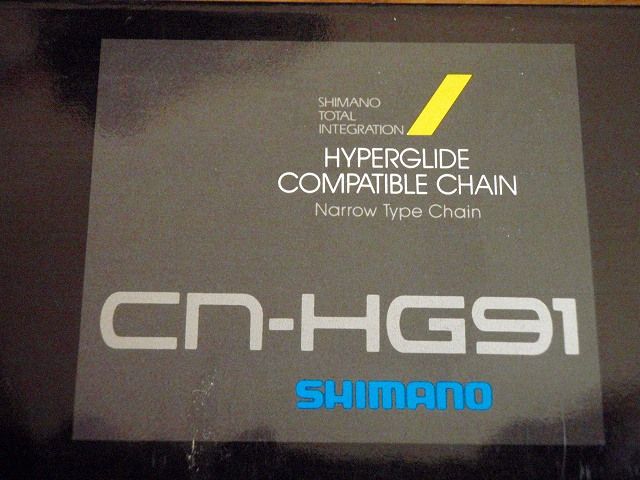 SHIMANO
TOTAL
INTEGRATION
HYPERGLIDE
COMPATIBLE CHAIN
Narrow Type Chain
CN-HG91
SHIMANO